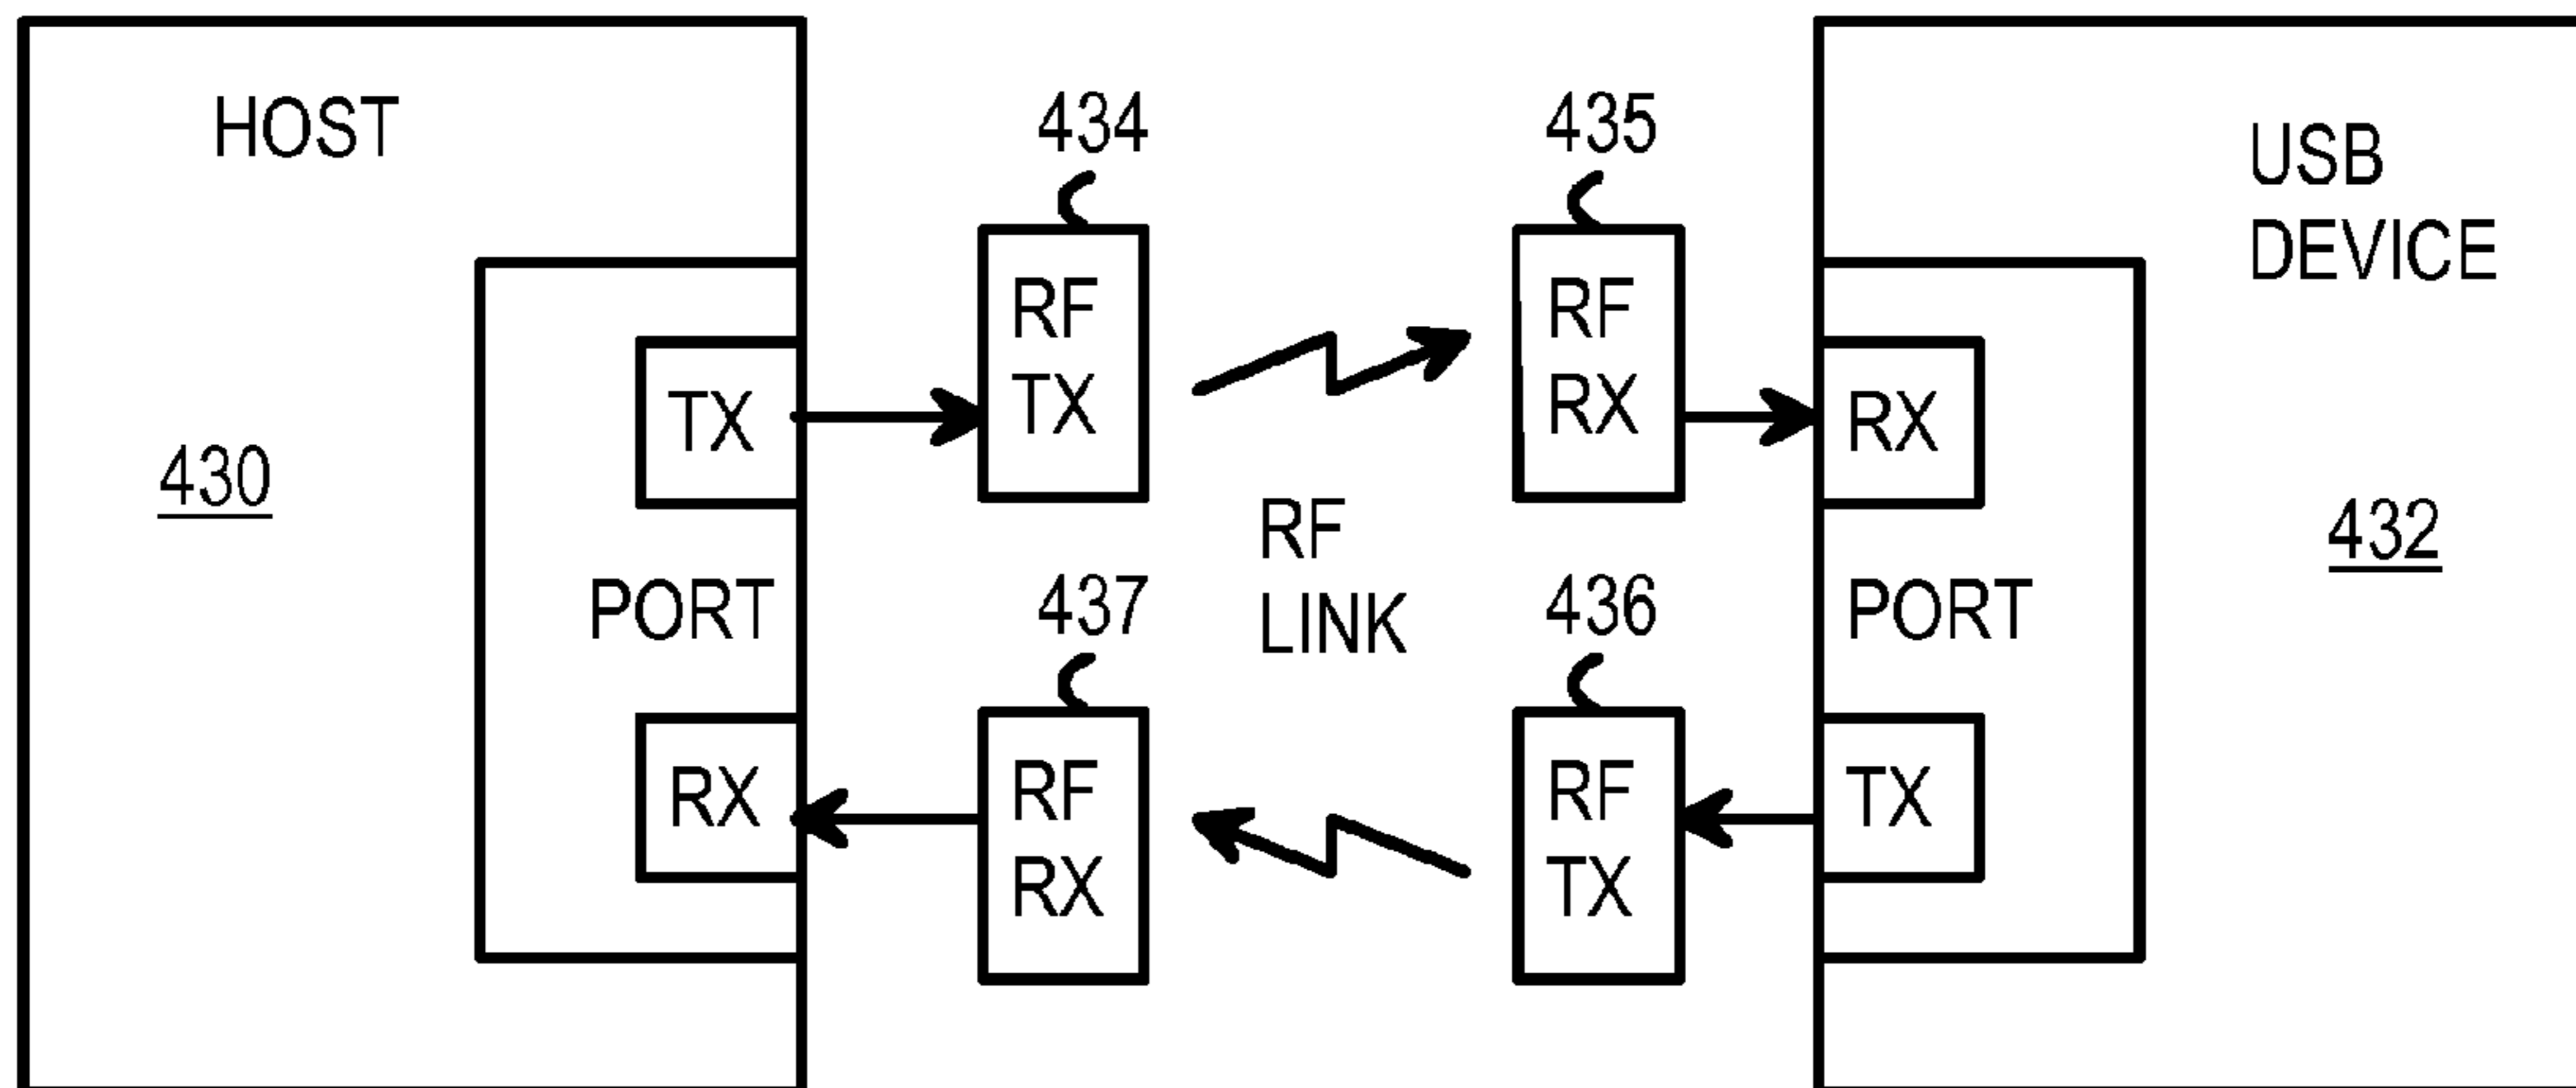 HOST
434
435
USB
DEVICE
RF
TX
RF
RX
TX
RX
430
RF
LINK
432
PORT
437
436
PORT
RX
RF
RX
RF
TX
TX